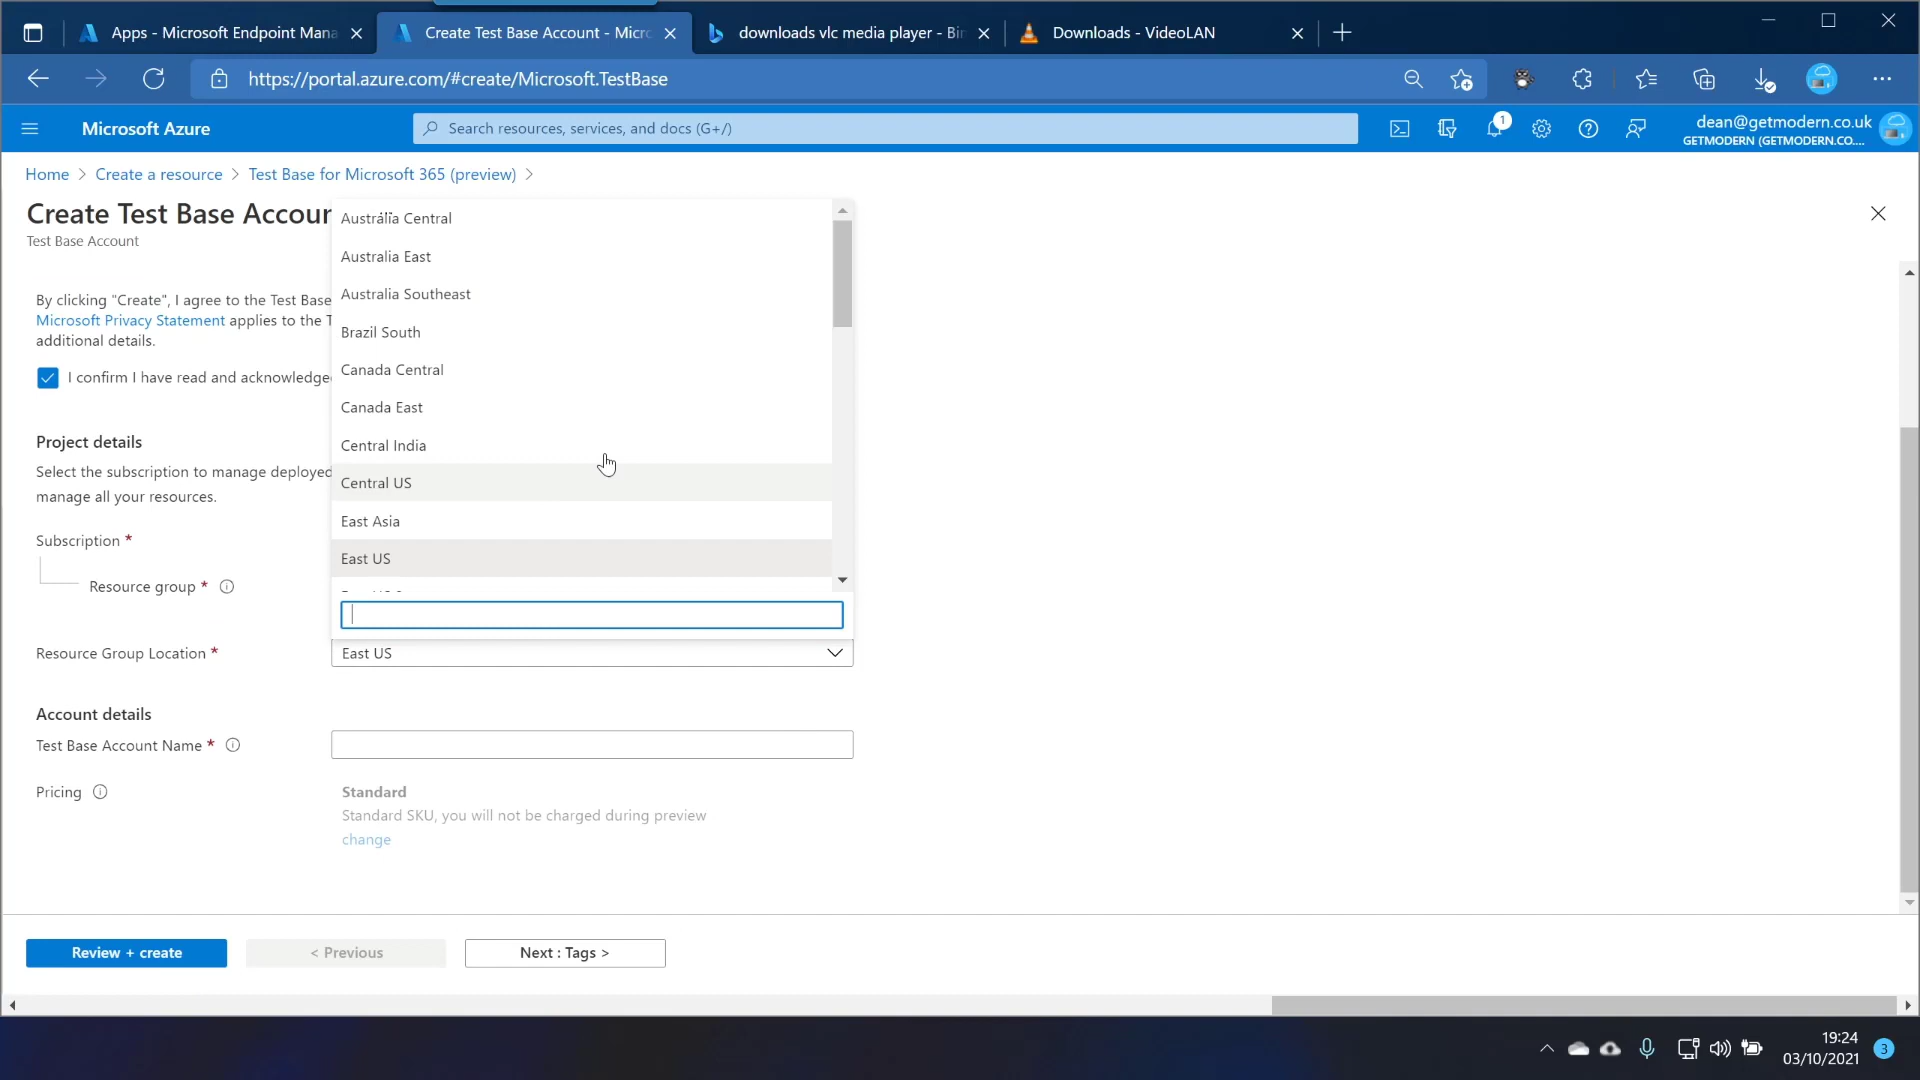 Apps - Microsoft Endpoint Mana
Create Test Base Account - Micro
downloads vlc media player - Bin
Downloads - VideoLAN
https://portal.azure.com/#create/Microsoft.TestBase
Microsoft Azure
Search resources, services, and docs (G+/)
1
dean@getmodern.co.uk
GETMODERN (GETMODERN.CO....
Home > Create a resource > Test Base for Microsoft 365 (preview) >
Create Test Base Accoun
Test Base Account
Australia Central
Australia East
Australia Southeast
Brazil South
Canada Central
Canada East
Central India
Central US
East Asia
East US
By clicking "Create", I agree to the Test Base
Microsoft Privacy Statement applies to the T
additional details.
I confirm I have read and acknowledge
Project details
Select the subscription to manage deployed
manage all your resources.
Subscription *
Resource group *
Resource Group Location *
East US
Account details
Test Base Account Name *
Pricing
Standard
Standard SKU, you will not be charged during preview
change
Review + create
< Previous
Next : Tags >
19:24
03/10/2021
3